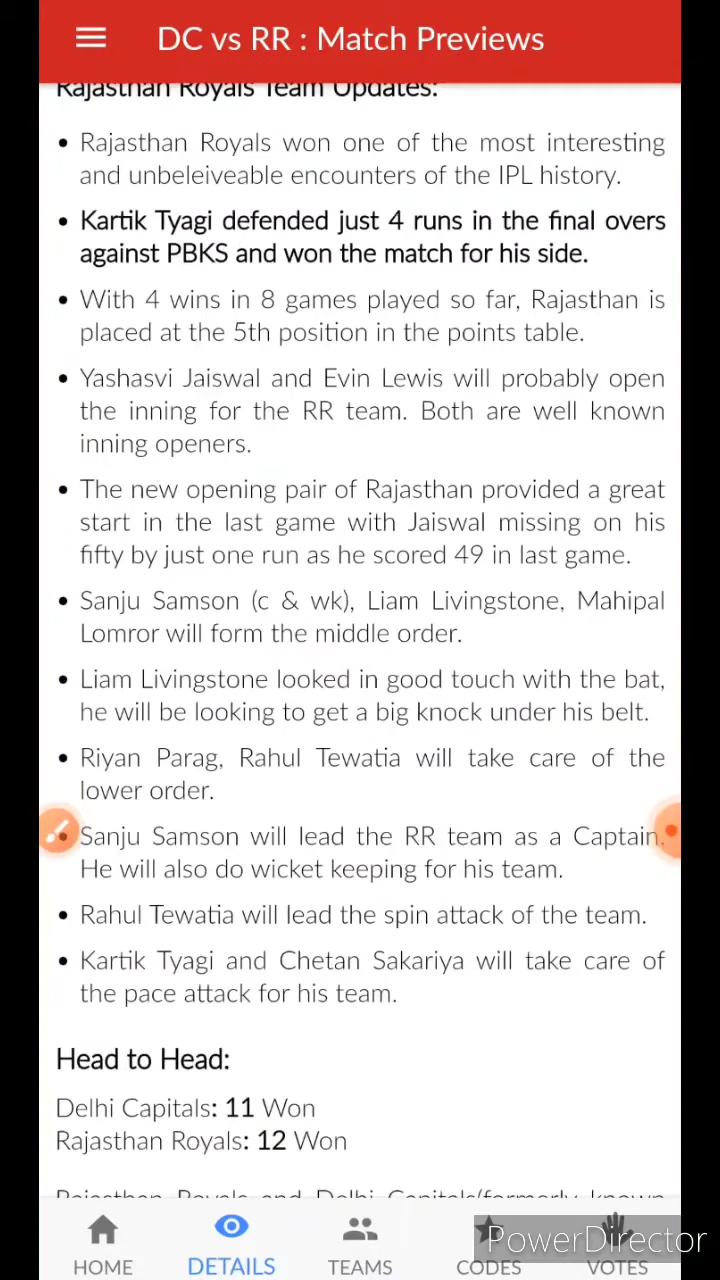 DC vs RR : Match Previews
Rajasthan Royals Team Updates:
• Rajasthan Royals won one of the most interesting
and unbeleiveable encounters of the IPL history.
• Kartik Tyagi defended just 4 runs in the final overs
against PBKS and won the match for his side.
• With 4 wins in 8 games played so far, Rajasthan is
placed at the 5th position in the points table.
• Yashasvi Jaiswal and Evin Lewis will probably open
the inning for the RR team. Both are well known
inning openers.
• The new opening pair of Rajasthan provided a great
start in the last game with Jaiswal missing on his
fifty by just one run as he scored 49 in last game.
• Sanju Samson (c & wk), Liam Livingstone, Mahipal
Lomror will form the middle order.
• Liam Livingstone looked in good touch with the bat,
he will be looking to get a big knock under his belt.
• Riyan Parag, Rahul Tewatia will take care of the
lower order.
• Sanju Samson will lead the RR team as a Captain.
He will also do wicket keeping for his team.
• Rahul Tewatia will lead the spin attack of the team.
• Kartik Tyagi and Chetan Sakariya will take care of
the pace attack for his team.
Head to Head:
Delhi Capitals: 11 Won
Rajasthan Royals: 12 Won
Rajasthan Royals and Delhi Capitals(formerly known
PowerDirector
HOME DETAILS TEAMS CODES VOTES